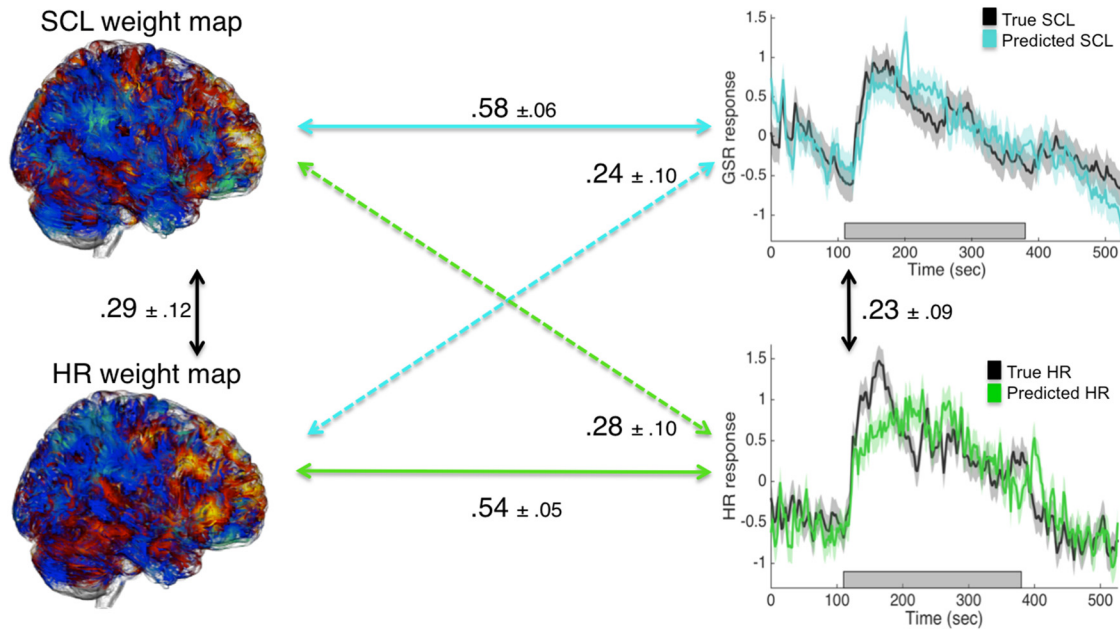 SCL weight map
.58 ±.06
.24 ± .10
.29 ± .12
HR weight map
.28 ± .10
.54 ± .05
True SCL
Predicted SCL
GSR response
1.5
1
0.5
0
-0.5
-1
0 100 200 300 400 500
Time (sec)
.23 ± .09
True HR
Predicted HR
HR response
1.5
1
0.5
0
-0.5
-1
0 100 200 300 400 500
Time (sec)